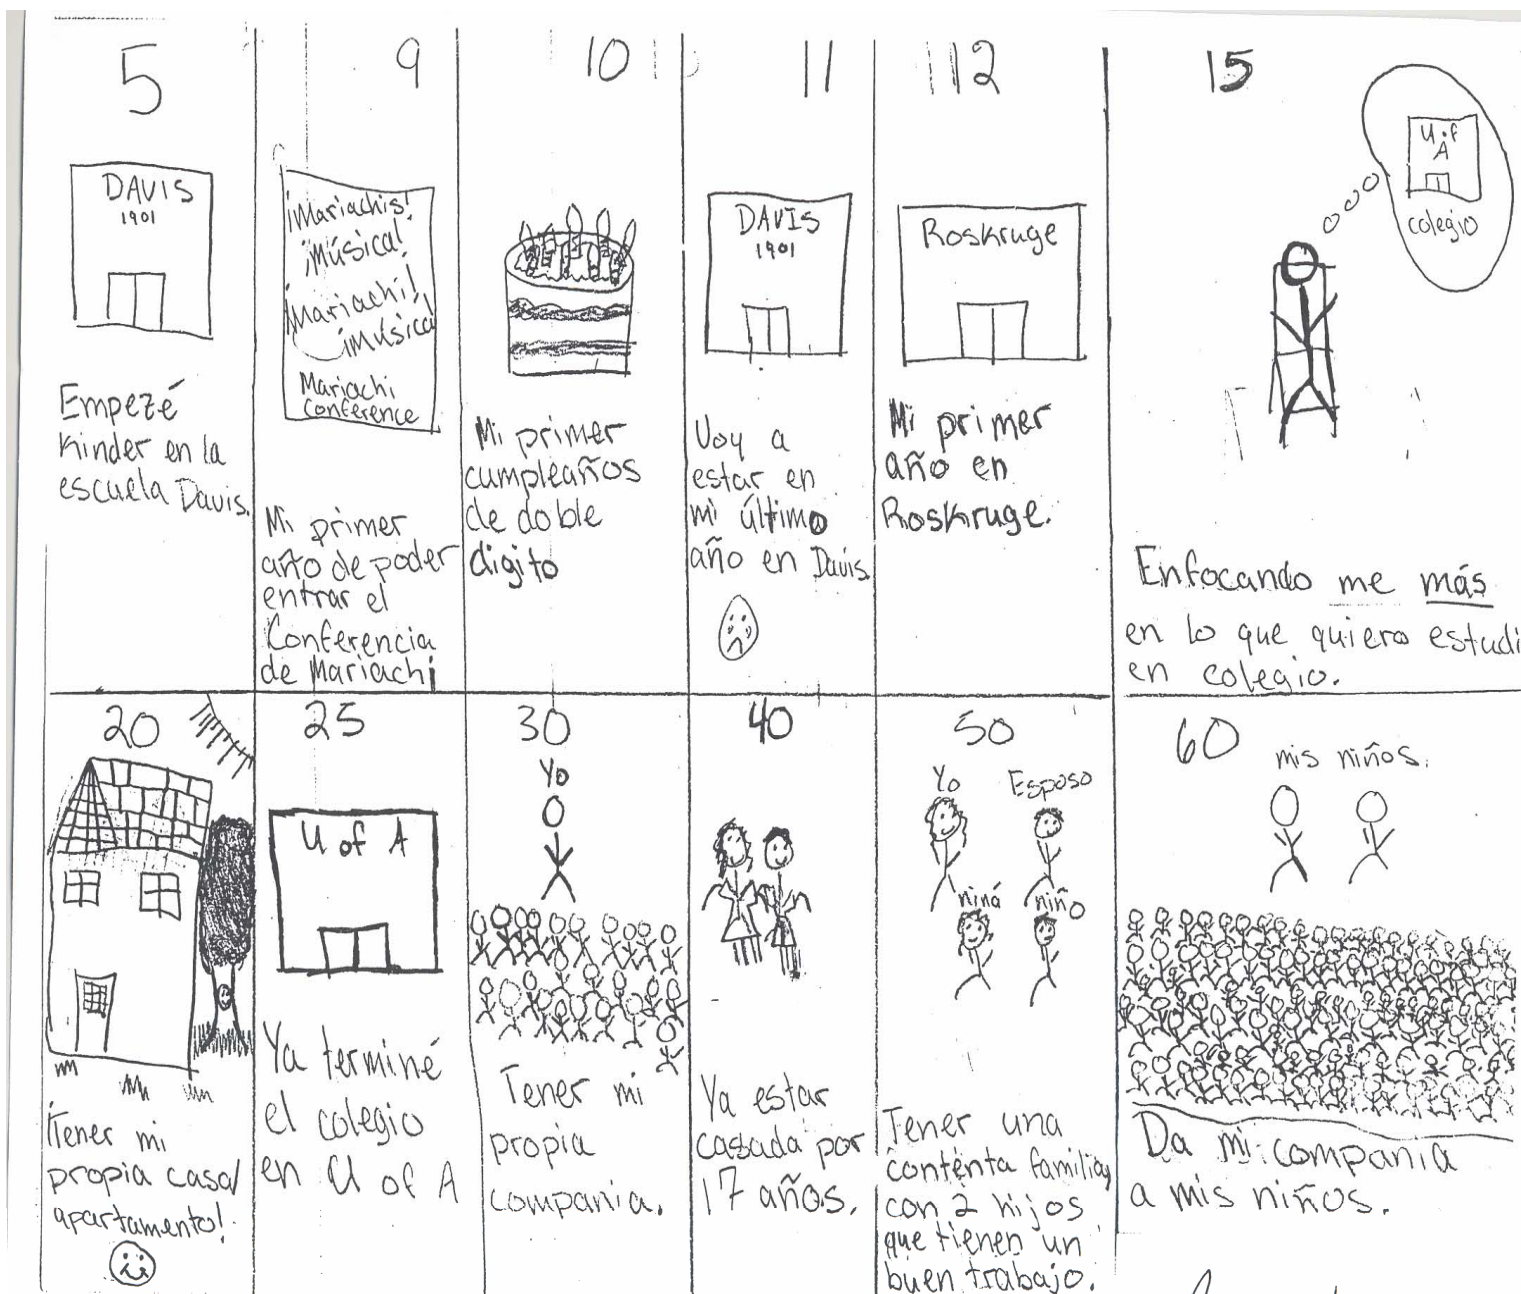 5
DAVIS
1901
Empezé
kinder en la
escuela Davis.
9
¡Mariachis!
¡Música!
¡Mariachi!
¡Música!
Mariachi
Conference
Mi primer
año de poder
entrar el
Conferencia
de Mariachi
10
Mi primer
cumpleaños
de doble
digito
11
DAVIS
1901
Voy a
estar en
mi último
año en Davis.
12
Roskruge
Mi primer
año en
Roskruge.
15
U of
A
colegio
Enfocando me más
en lo que quiero estudi
en colegio.
20
¡Tener mi
propia casa/
apartamento!
25
U of A
Ya terminé
el colegio
en U of A
30
Yo
Tener mi
propia
compania.
40
Ya estar
casada por
17 años.
50
Yo Esposo
niña niño
Tener una
contenta familia
con 2 hijos
que tienen un
buen trabajo.
60
mis niños.
Da mi compania
a mis niños.